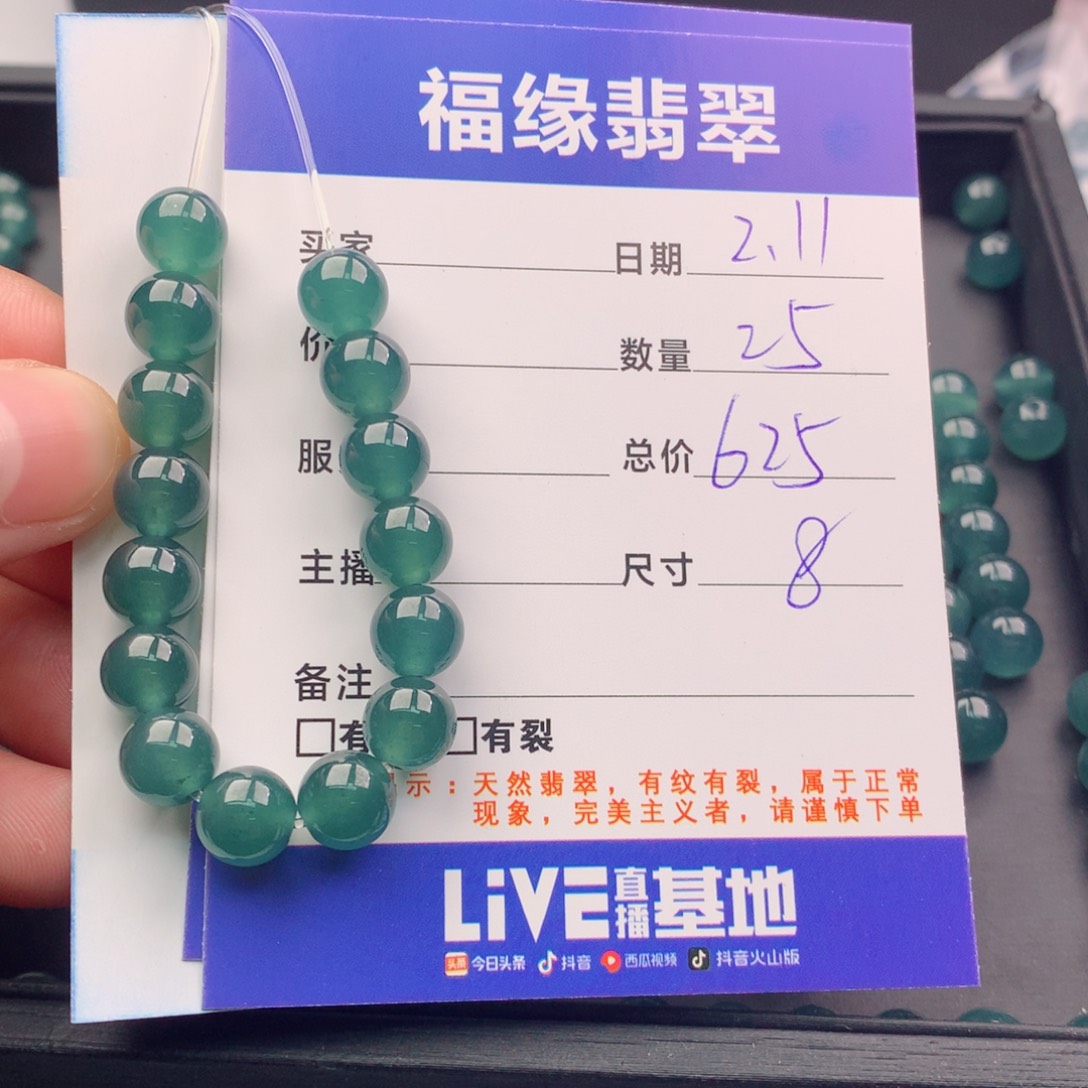 福缘翡翠
买家 日期 2.11
价 数量 25
服 总价 625
主播 尺寸 8
备注
□有 □有裂
示：天然翡翠，有纹有裂，属于正常
现象，完美主义者，请谨慎下单
LiVE直播基地
头条 今日头条 抖音 西瓜视频 抖音火山版